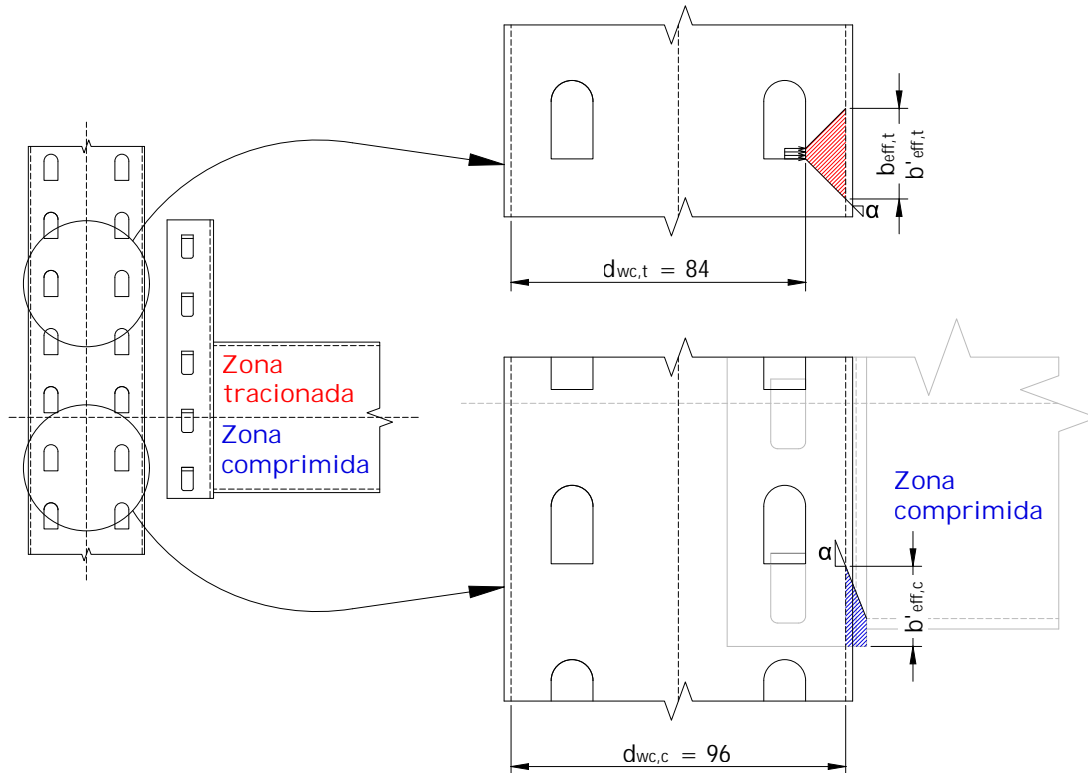 beff,t
b'eff,t
α
dwc,t = 84
Zona
tracionada
Zona
comprimida
Zona
comprimida
α
b'eff,c
dwc,c = 96